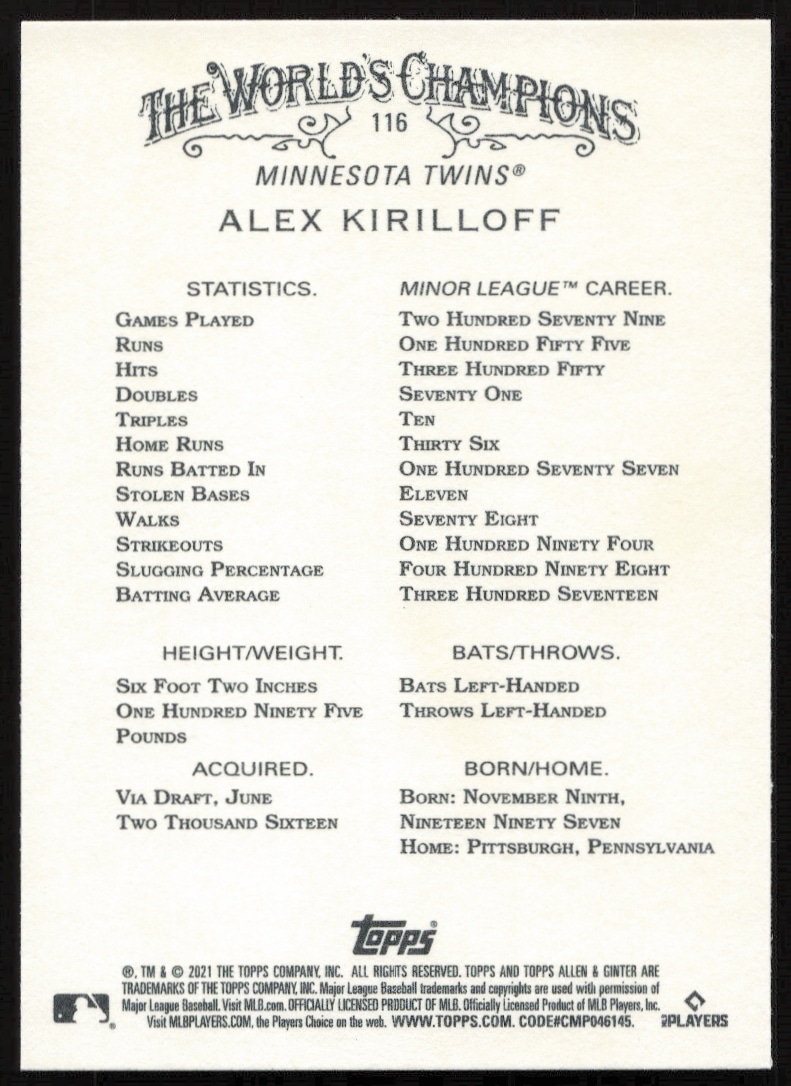 THE WORLD'S CHAMPIONS
116
MINNESOTA TWINS®
ALEX KIRILLOFF
STATISTICS. MINOR LEAGUE™ CAREER.
GAMES PLAYED TWO HUNDRED SEVENTY NINE
RUNS ONE HUNDRED FIFTY FIVE
HITS THREE HUNDRED FIFTY
DOUBLES SEVENTY ONE
TRIPLES TEN
HOME RUNS THIRTY SIX
RUNS BATTED IN ONE HUNDRED SEVENTY SEVEN
STOLEN BASES ELEVEN
WALKS SEVENTY EIGHT
STRIKEOUTS ONE HUNDRED NINETY FOUR
SLUGGING PERCENTAGE FOUR HUNDRED NINETY EIGHT
BATTING AVERAGE THREE HUNDRED SEVENTEEN
HEIGHT/WEIGHT.
SIX FOOT TWO INCHES
ONE HUNDRED NINETY FIVE
POUNDS
BATS/THROWS.
BATS LEFT-HANDED
THROWS LEFT-HANDED
ACQUIRED.
VIA DRAFT, JUNE
TWO THOUSAND SIXTEEN
BORN/HOME.
BORN: NOVEMBER NINTH,
NINETEEN NINETY SEVEN
HOME: PITTSBURGH, PENNSYLVANIA
Topps®
®, TM & © 2021 THE TOPPS COMPANY, INC. ALL RIGHTS RESERVED. TOPPS AND TOPPS ALLEN & GINTER ARE
TRADEMARKS OF THE TOPPS COMPANY, INC. Major League Baseball trademarks and copyrights are used with permission of
Major League Baseball. Visit MLB.com. OFFICIALLY LICENSED PRODUCT OF MLB. Officially Licensed Product of MLB Players, Inc.
Visit MLBPLAYERS.COM, the Players Choice on the web. WWW.TOPPS.COM. CODE#CMP046145.
PLAYERS